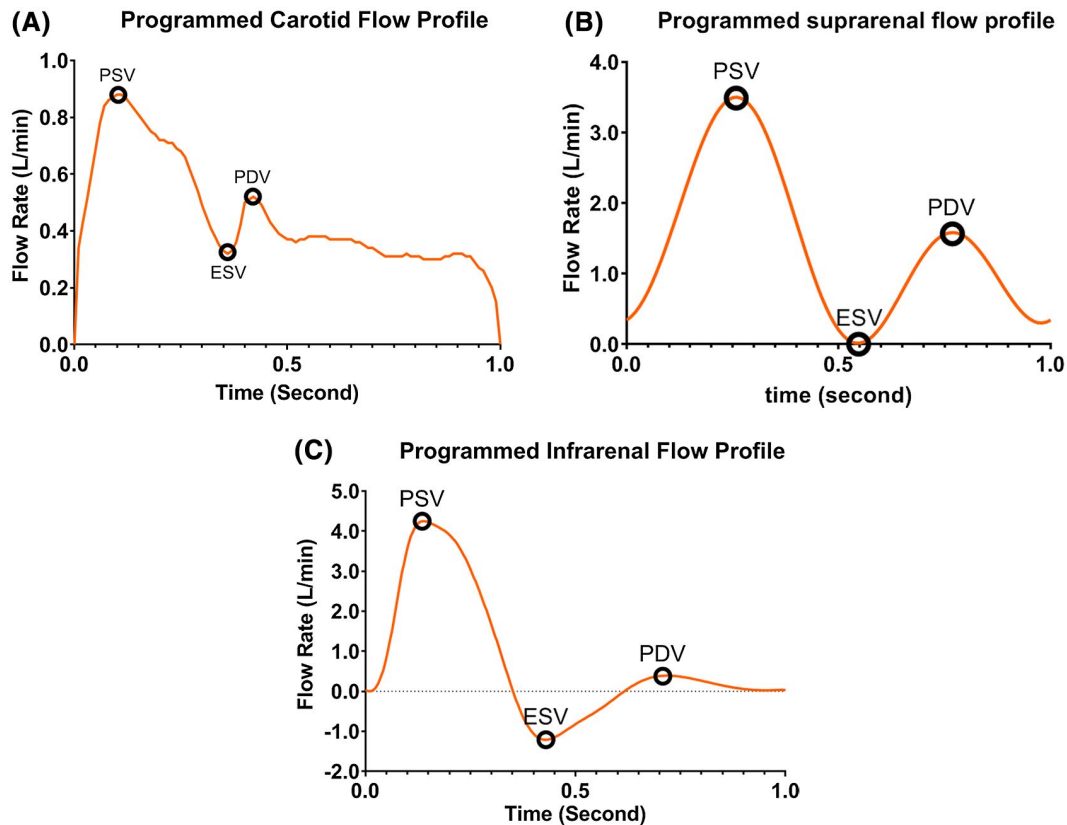 (A) Programmed Carotid Flow Profile
Flow Rate (L/min)
1.0
0.8
0.6
0.4
0.2
0.0
PSV
PDV
ESV
0.0 0.5 1.0
Time (Second)
(B) Programmed suprarenal flow profile
Flow Rate (L/min)
4.0
3.0
2.0
1.0
0.0
PSV
PDV
ESV
0.0 0.5 1.0
time (second)
(C) Programmed Infrarenal Flow Profile
Flow Rate (L/min)
5.0
4.0
3.0
2.0
1.0
0.0
-1.0
-2.0
PSV
PDV
ESV
0.0 0.5 1.0
Time (Second)